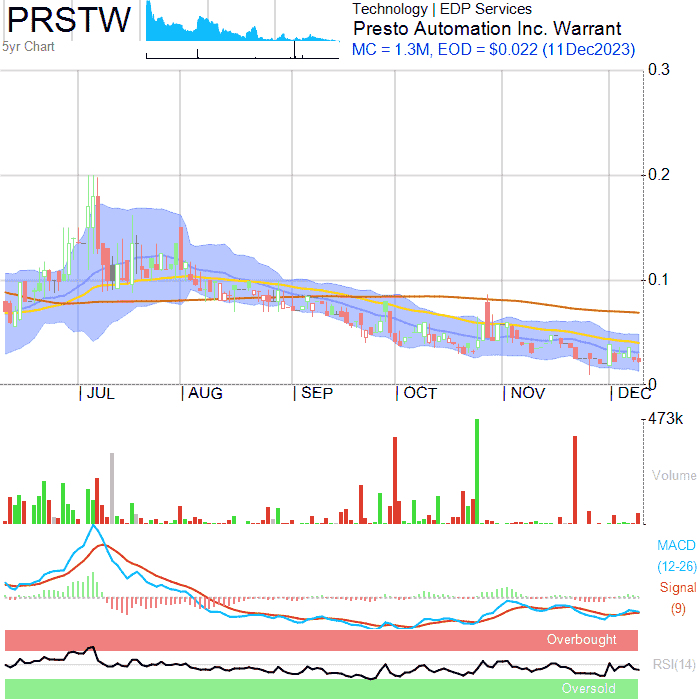 PRSTW
5yr Chart
Technology | EDP Services
Presto Automation Inc. Warrant
MC = 1.3M, EOD = $0.022 (11Dec2023)
0.3
0.2
0.1
0
| JUL | AUG | SEP | OCT | NOV | DEC
473k
Volume
MACD
(12-26)
Signal
(9)
Overbought
RSI(14)
Oversold